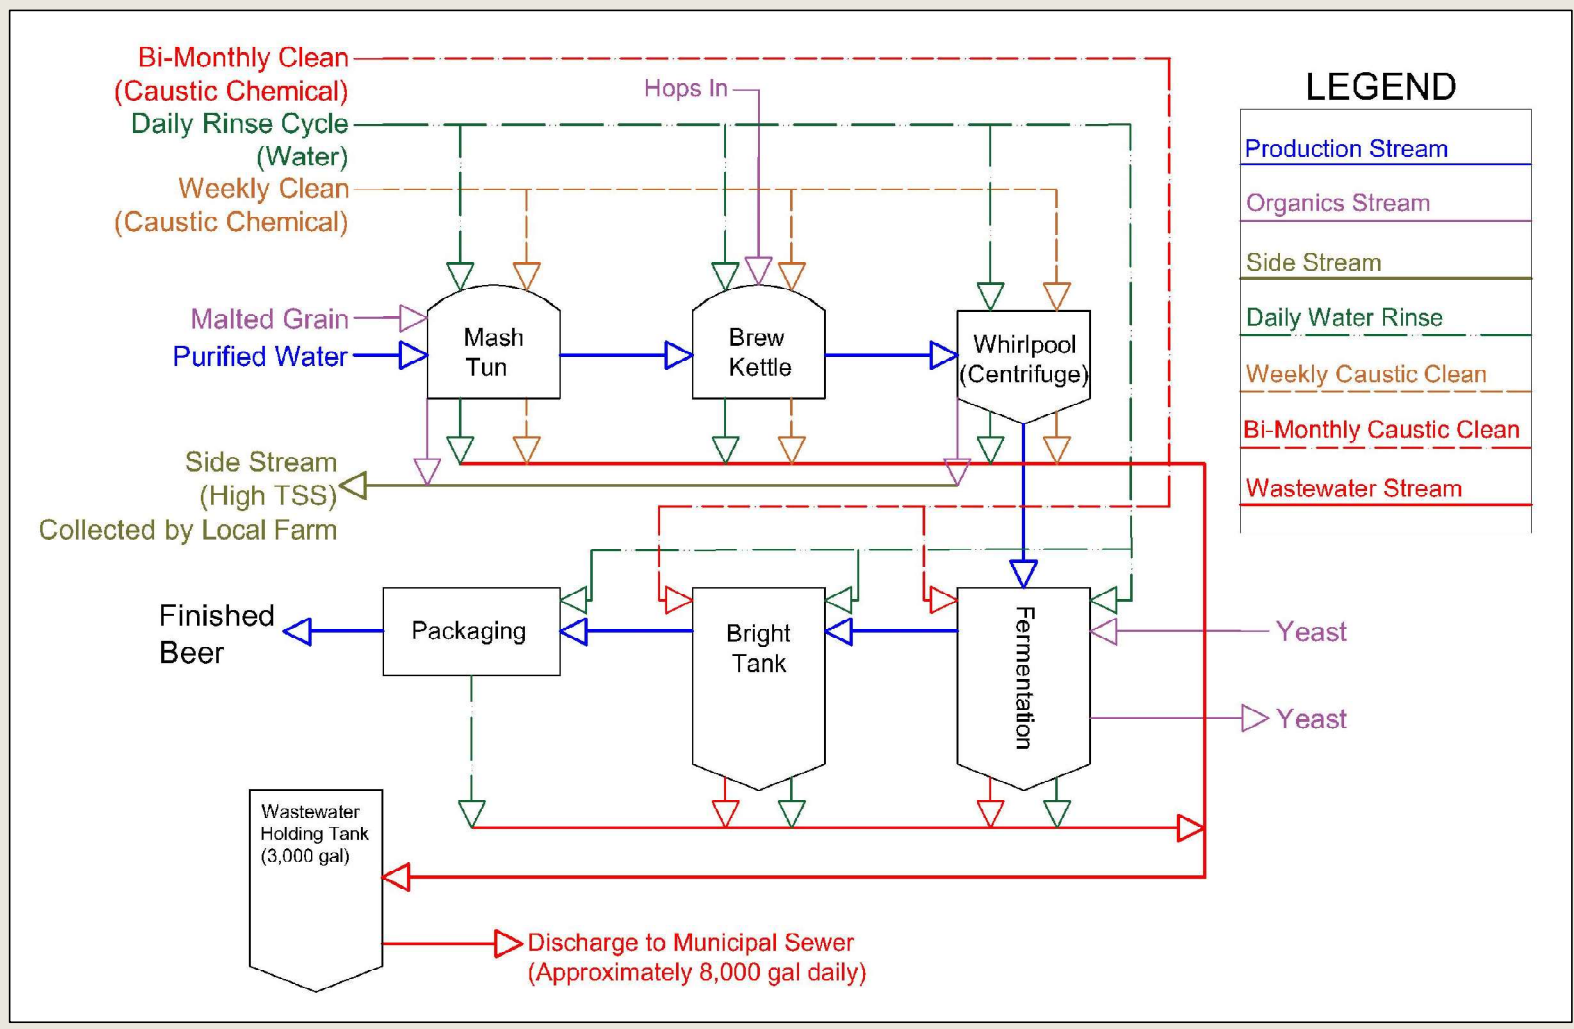 Bi-Monthly Clean
(Caustic Chemical)
Daily Rinse Cycle
(Water)
Weekly Clean
(Caustic Chemical)
Hops In
LEGEND
Production Stream
Organics Stream
Side Stream
Daily Water Rinse
Weekly Caustic Clean
Bi-Monthly Caustic Clean
Wastewater Stream
Malted Grain
Purified Water
Mash
Tun
Brew
Kettle
Whirlpool
(Centrifuge)
Side Stream
(High TSS)
Collected by Local Farm
Finished
Beer
Packaging
Bright
Tank
Fermentation
Yeast
Yeast
Wastewater
Holding Tank
(3,000 gal)
Discharge to Municipal Sewer
(Approximately 8,000 gal daily)